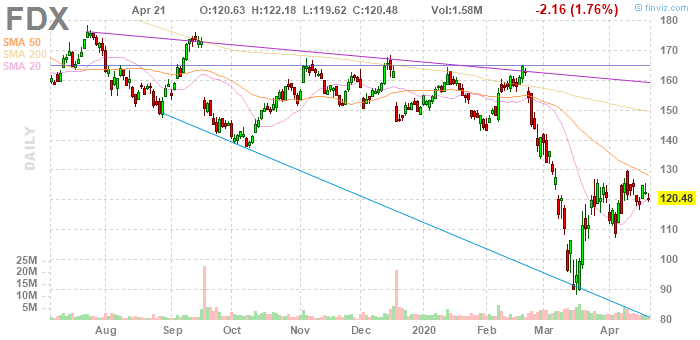 FDX Apr 21 O:120.63 H:122.18 L:119.62 C:120.48 Vol:1.58M -2.16 (1.76%) © finviz.com
SMA 50
SMA 200
SMA 20
DAILY
180
170
160
150
140
130
120.48
110
100
90
80
25M
20M
15M
10M
5M
Aug Sep Oct Nov Dec 2020 Feb Mar Apr